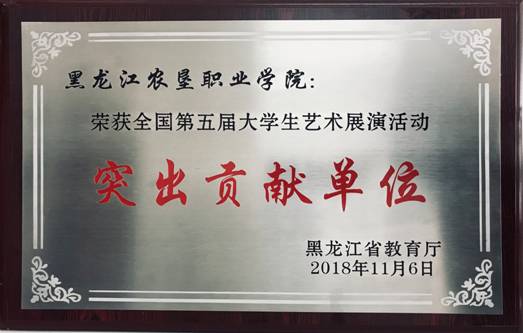 黑龙江农垦职业学院：
荣获全国第五届大学生艺术展演活动
突出贡献单位
黑龙江省教育厅
2018年11月6日